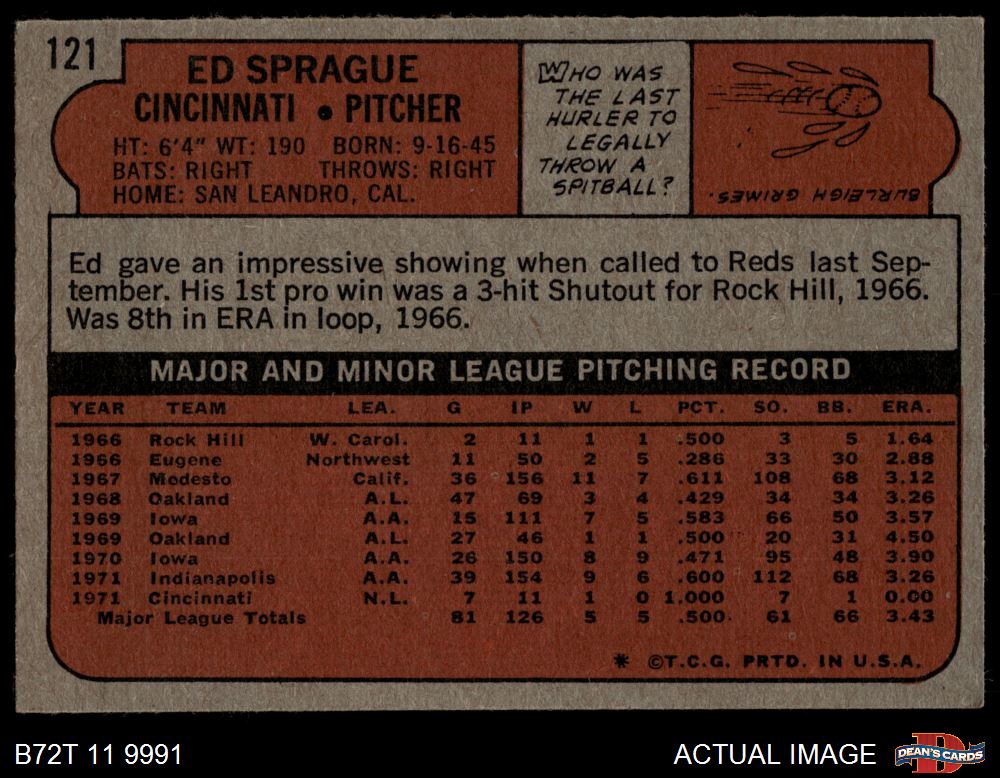 121
ED SPRAGUE
CINCINNATI • PITCHER
HT: 6'4" WT: 190 BORN: 9-16-45
BATS: RIGHT THROWS: RIGHT
HOME: SAN LEANDRO, CAL.
WHO WAS
THE LAST
HURLER TO
LEGALLY
THROW A
SPITBALL?
BURLEIGH GRIMES.
Ed gave an impressive showing when called to Reds last Sep-
tember. His 1st pro win was a 3-hit Shutout for Rock Hill, 1966.
Was 8th in ERA in loop, 1966.
MAJOR AND MINOR LEAGUE PITCHING RECORD
YEAR TEAM LEA. G IP W L PCT. SO. BB. ERA.
1966 Rock Hill W. Carol. 2 11 1 1 .500 3 5 1.64
1966 Eugene Northwest 11 50 2 5 .286 33 30 2.88
1967 Modesto Calif. 36 156 11 7 .611 108 68 3.12
1968 Oakland A.L. 47 69 3 4 .429 34 34 3.26
1969 Iowa A.A. 15 111 7 5 .583 66 50 3.57
1969 Oakland A.L. 27 46 1 1 .500 20 31 4.50
1970 Iowa A.A. 26 150 8 9 .471 95 48 3.90
1971 Indianapolis A.A. 39 154 9 6 .600 112 68 3.26
1971 Cincinnati N.L. 7 11 1 0 1.000 7 1 0.00
Major League Totals 81 126 5 5 .500 61 66 3.43
* ©T.C.G. PRTD. IN U.S.A.
B72T 11 9991
ACTUAL IMAGE
DEAN'S CARDS